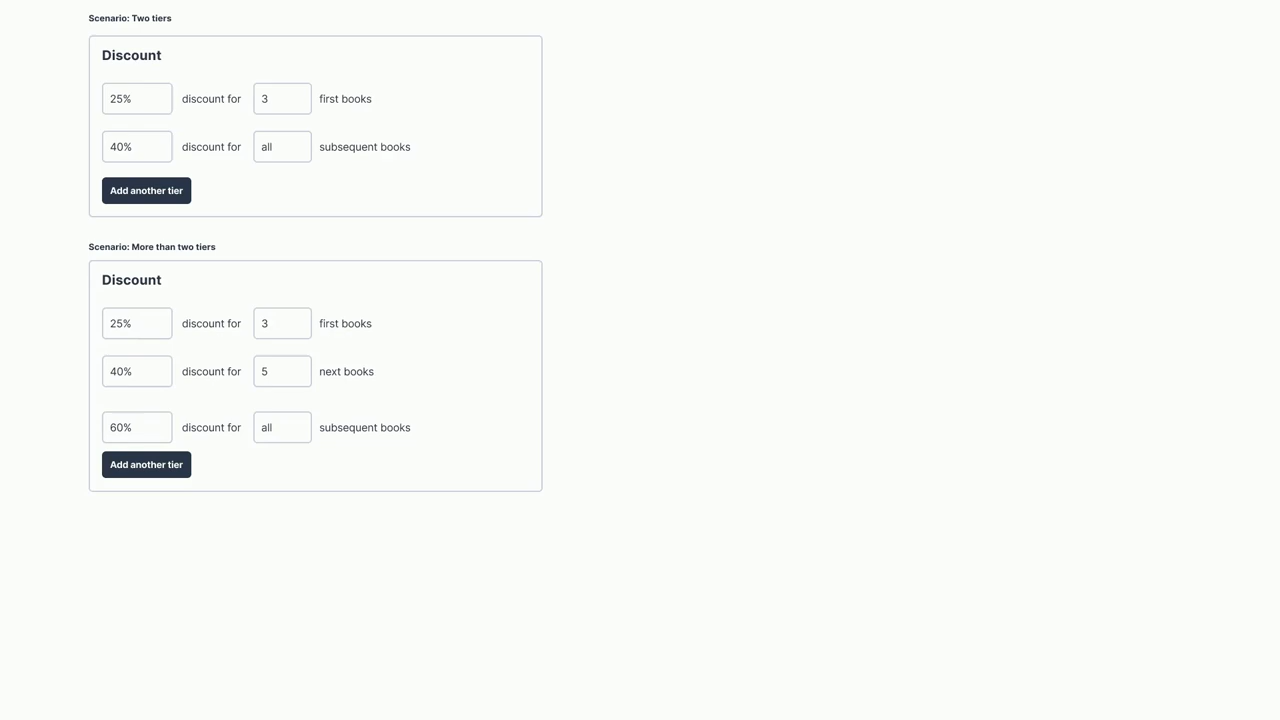 Scenario: Two tiers
Discount
25% discount for 3 first books
40% discount for all subsequent books
Add another tier
Scenario: More than two tiers
Discount
25% discount for 3 first books
40% discount for 5 next books
60% discount for all subsequent books
Add another tier